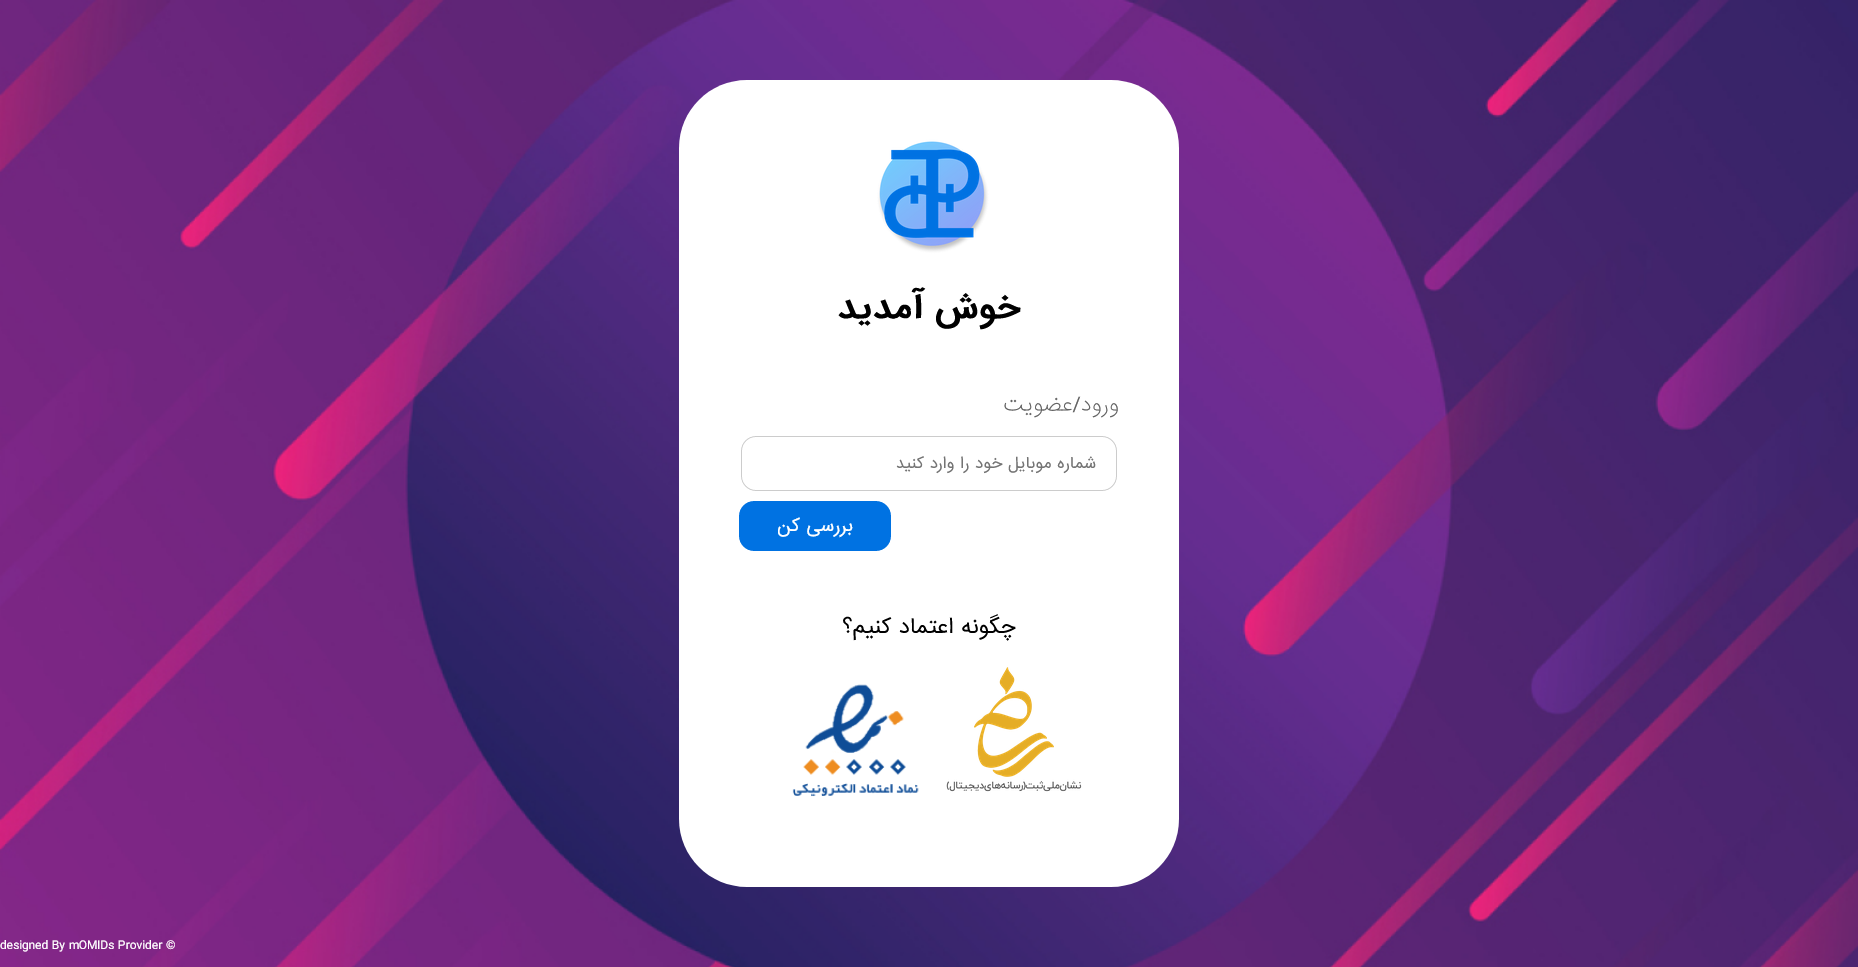 خوش آمدید
ورود/عضویت
شماره موبایل خود را وارد کنید
بررسی کن
چگونه اعتماد کنیم؟
نشان‌ملی‌ثبت(رسانه‌های‌دیجیتال)
نماد اعتماد الکترونیکی
designed By mOMIDs Provider ©